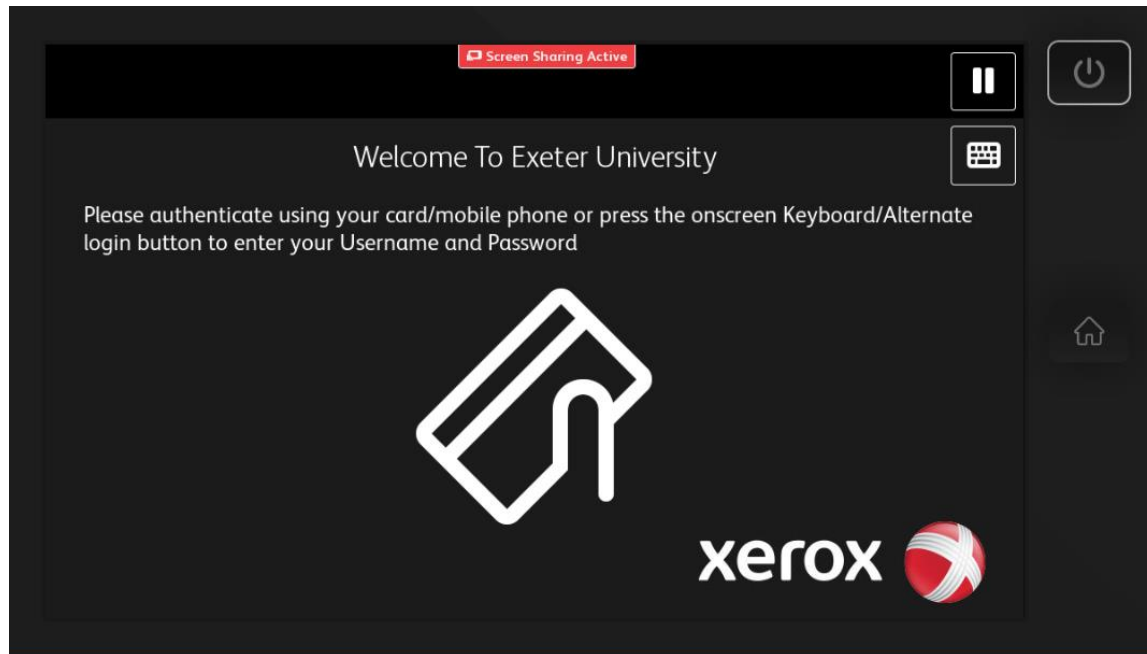 Screen Sharing Active
Welcome To Exeter University
Please authenticate using your card/mobile phone or press the onscreen Keyboard/Alternate
login button to enter your Username and Password
xerox